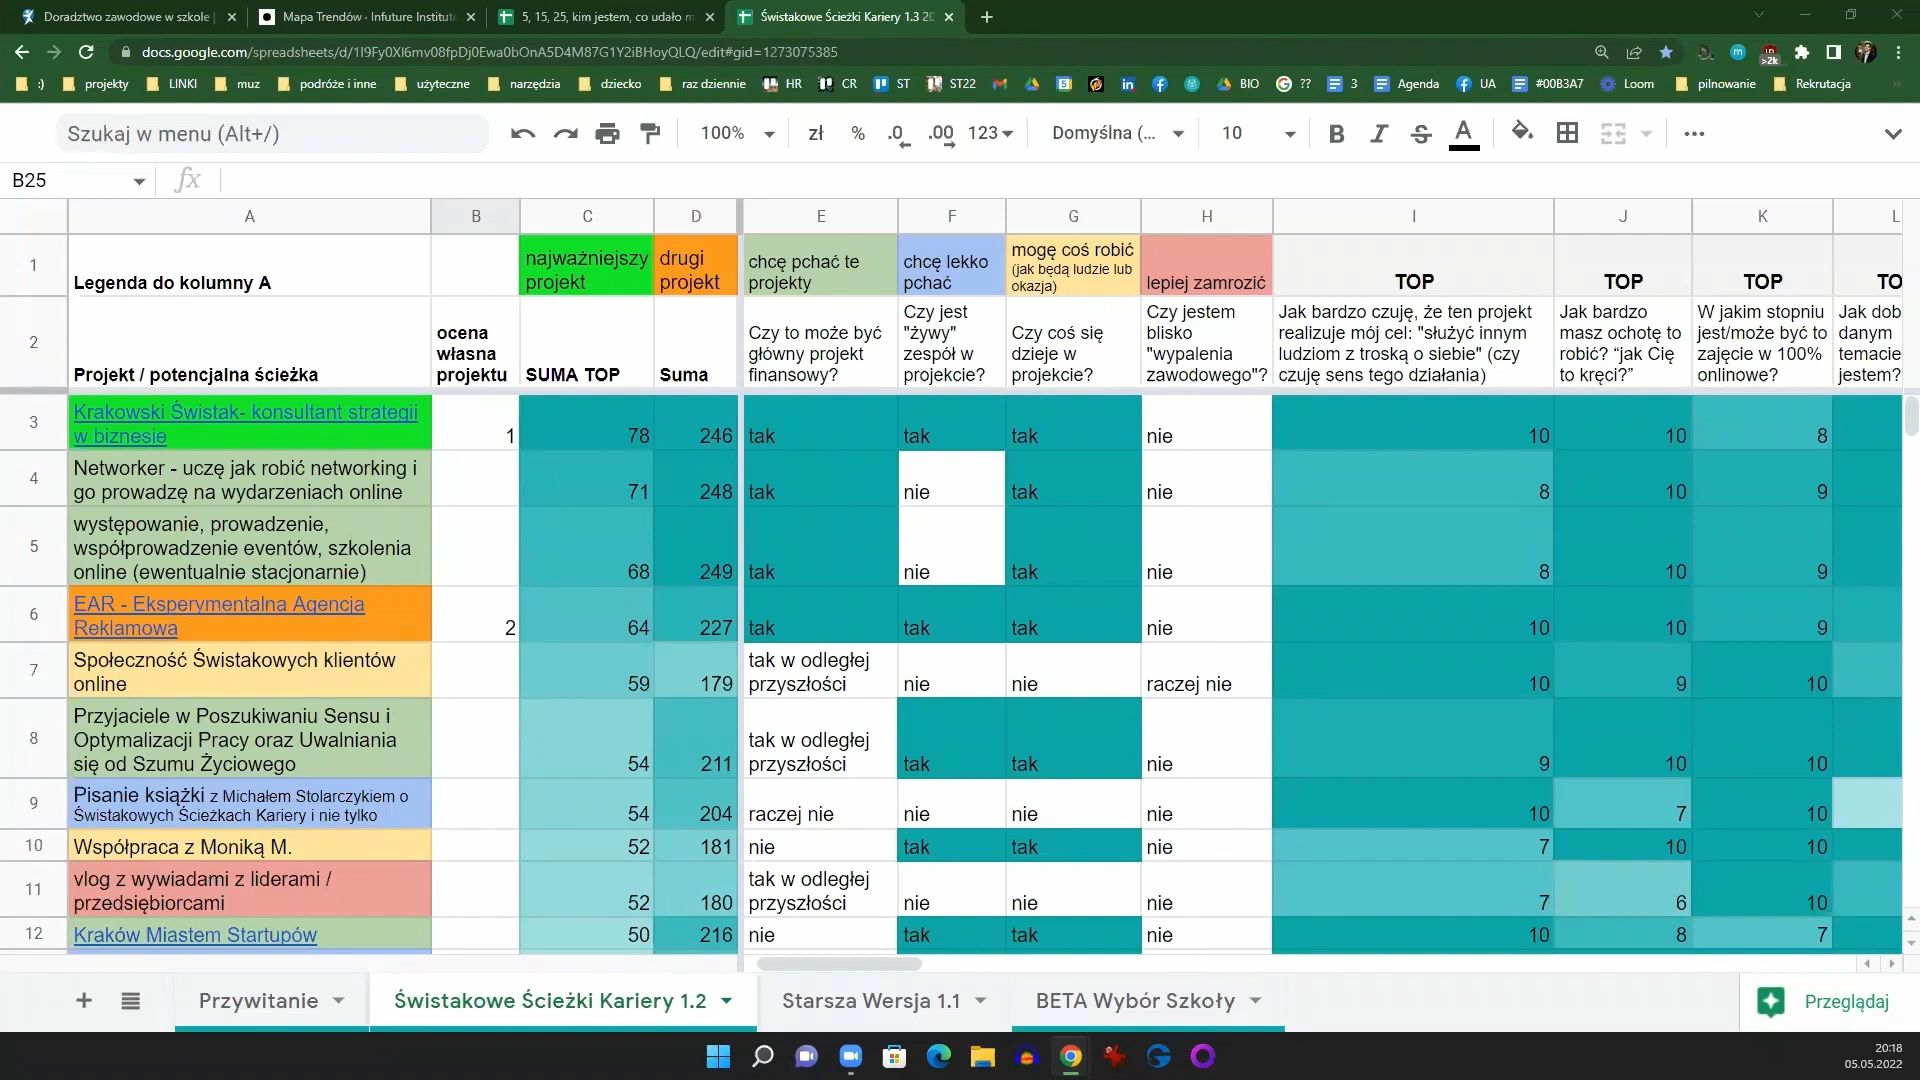 Doradztwo zawodowe w szkole |
Mapa Trendów · Infuture Institute
5, 15, 25, kim jestem, co udało m
Świstakowe Ścieżki Kariery 1.3 20
docs.google.com/spreadsheets/d/1I9Fy0Xl6mv08fpDj0Ewa0bOnA5D4M87G1Y2iBHoyQLQ/edit#gid=1273075385
:) projekty LINKI muz podróże i inne użyteczne narzędzia dziecko raz dziennie HR CR ST ST22 BIO ?? 3 Agenda UA #00B3A7 Loom pilnowanie Rekrutacja
Szukaj w menu (Alt+/) 100% zł % .0 .00 123 Domyślna (... 10 B I S A
B25 fx
A B C D E F G H I J K L
1
Legenda do kolumny A
najważniejszy
projekt
drugi
projekt
chcę pchać te
projekty
chcę lekko
pchać
mogę coś robić
(jak będą ludzie lub
okazja)
lepiej zamrozić
TOP
TOP
TOP
TO
2
Projekt / potencjalna ścieżka
ocena
własna
projektu
SUMA TOP
Suma
Czy to może być
główny projekt
finansowy?
Czy jest
"żywy"
zespół w
projekcie?
Czy coś się
dzieje w
projekcie?
Czy jestem
blisko
"wypalenia
zawodowego"?
Jak bardzo czuję, że ten projekt
realizuje mój cel: "służyć innym
ludziom z troską o siebie" (czy
czuję sens tego działania)
Jak bardzo
masz ochotę to
robić? “jak Cię
to kręci?”
W jakim stopniu
jest/może być to
zajęcie w 100%
onlinowe?
Jak dob
danym
temacie
jestem?
3
Krakowski Świstak- konsultant strategii
w biznesie
1 78 246 tak tak tak nie 10 10 8
4
Networker - uczę jak robić networking i
go prowadzę na wydarzeniach online
71 248 tak nie tak nie 8 10 9
5
występowanie, prowadzenie,
współprowadzenie eventów, szkolenia
online (ewentualnie stacjonarnie)
68 249 tak nie tak nie 8 10 9
6
EAR - Eksperymentalna Agencja
Reklamowa
2 64 227 tak tak tak nie 10 10 9
7
Społeczność Świstakowych klientów
online
59 179
tak w odległej
przyszłości
nie nie raczej nie 10 9 10
8
Przyjaciele w Poszukiwaniu Sensu i
Optymalizacji Pracy oraz Uwalniania
się od Szumu Życiowego
54 211
tak w odległej
przyszłości
tak tak nie 9 10 10
9
Pisanie książki z Michałem Stolarczykiem o
Świstakowych Ścieżkach Kariery i nie tylko
54 204 raczej nie nie nie nie 10 7 10
10 Współpraca z Moniką M. 52 181 nie tak tak nie 7 10 10
11
vlog z wywiadami z liderami /
przedsiębiorcami
52 180
tak w odległej
przyszłości
nie nie nie 7 6 10
12 Kraków Miastem Startupów 50 216 nie tak tak nie 10 8 7
Przywitanie Świstakowe Ścieżki Kariery 1.2 Starsza Wersja 1.1 BETA Wybór Szkoły Przeglądaj
20:18
05.05.2022